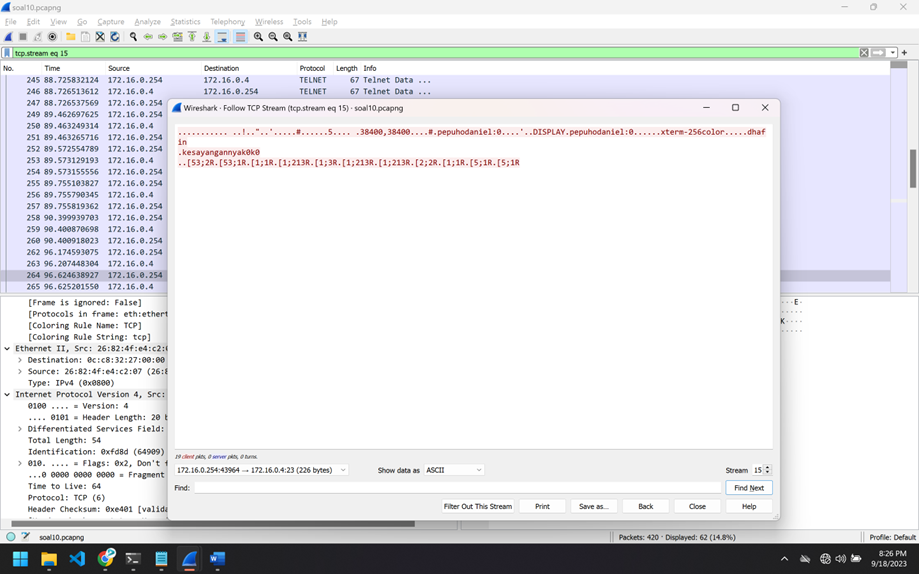 soal10.pcapng
File Edit View Go Capture Analyze Statistics Telephony Wireless Tools Help
tcp.stream eq 15
No. Time Source Destination Protocol Length Info
245 88.725832124 172.16.0.254 172.16.0.4 TELNET 67 Telnet Data ...
246 88.726513612 172.16.0.4 172.16.0.254 TELNET 67 Telnet Data ...
247 88.726537569 172.16.0.254
249 89.462697625 172.16.0.254
250 89.463249314 172.16.0.4
251 89.463265716 172.16.0.254
252 89.572554789 172.16.0.254
253 89.573129193 172.16.0.4
254 89.573155556 172.16.0.254
255 89.755103827 172.16.0.254
256 89.755790345 172.16.0.4
257 89.755819362 172.16.0.254
258 90.399939703 172.16.0.254
259 90.400870698 172.16.0.4
260 90.400918023 172.16.0.254
262 96.174593075 172.16.0.254
263 96.207448304 172.16.0.4
264 96.624638927 172.16.0.254
265 96.625201550 172.16.0.4
Wireshark · Follow TCP Stream (tcp.stream eq 15) · soal10.pcapng
........... ..!.."..'.....#......5.... .38400,38400....#.pepuhodaniel:0....'..DISPLAY.pepuhodaniel:0......xterm-256color.....dhaf
in
.kesayangannyak0k0
..[53;2R.[53;1R.[1;1R.[1;213R.[1;3R.[1;213R.[1;213R.[2;2R.[1;1R.[5;1R.[5;1R
19 client pkts, 0 server pkts, 0 turns.
172.16.0.254:43964 → 172.16.0.4:23 (226 bytes) Show data as ASCII Stream 15
Find: Find Next
Filter Out This Stream Print Save as... Back Close Help
[Frame is ignored: False]
[Protocols in frame: eth:ethert
[Coloring Rule Name: TCP]
[Coloring Rule String: tcp]
Ethernet II, Src: 26:82:4f:e4:c2:0
Destination: 0c:c8:32:27:00:00
Source: 26:82:4f:e4:c2:07 (26:8
Type: IPv4 (0x0800)
Internet Protocol Version 4, Src:
0100 .... = Version: 4
.... 0101 = Header Length: 20 b
Differentiated Services Field:
Total Length: 54
Identification: 0xfd8d (64909)
010. .... = Flags: 0x2, Don't f
...0 0000 0000 0000 = Fragment
Time to Live: 64
Protocol: TCP (6)
Header Checksum: 0xe401 [valida
···E·
K····
soal10.pcapng Packets: 420 · Displayed: 62 (14.8%) Profile: Default
8:26 PM
9/18/2023